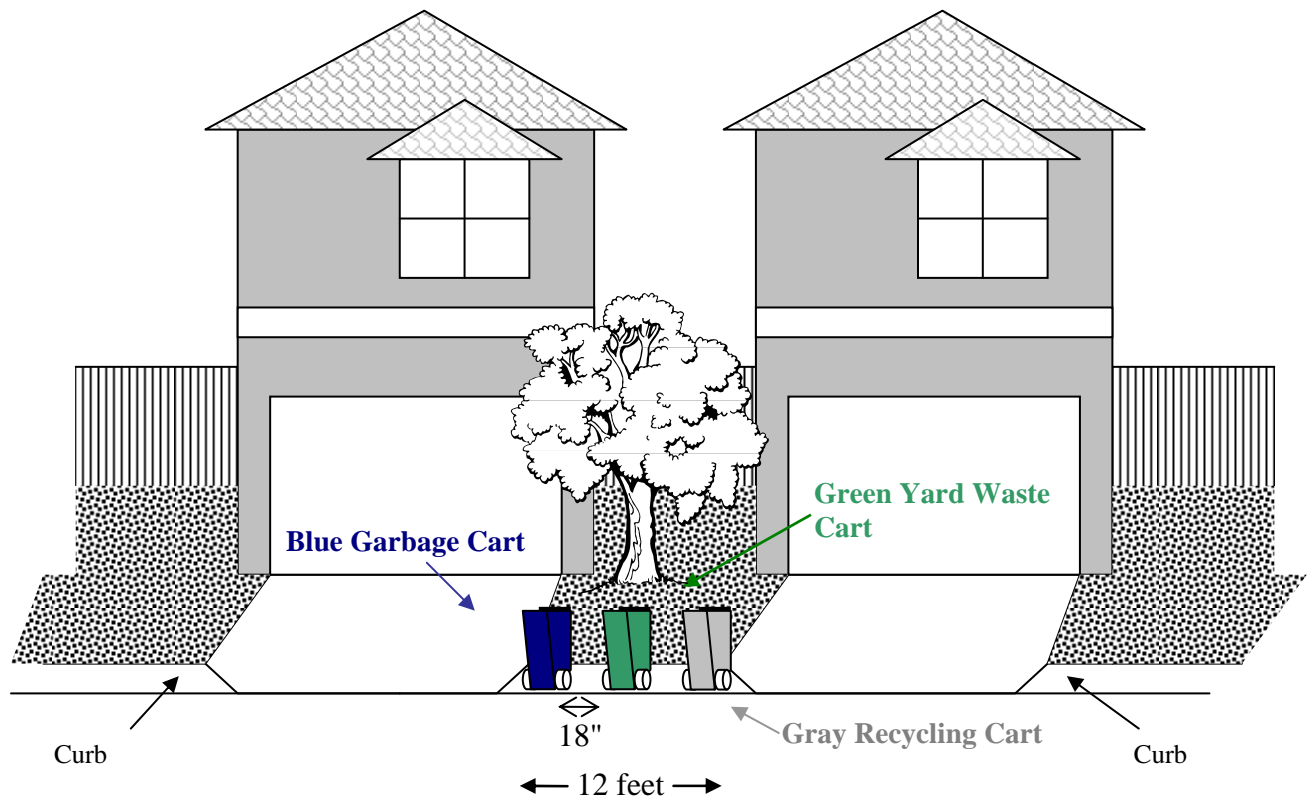 Green Yard Waste
Cart
Blue Garbage Cart
18"
Gray Recycling Cart
Curb
Curb
12 feet